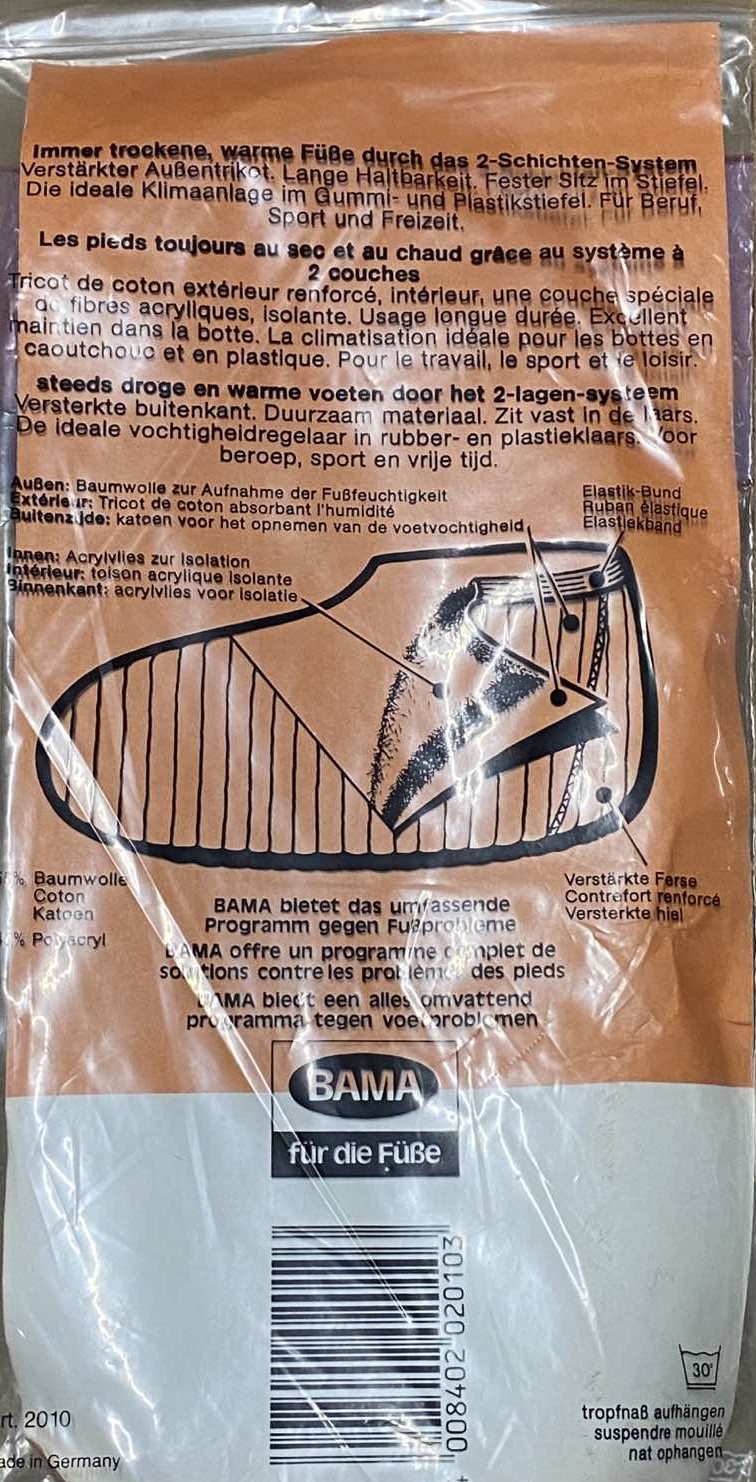 Immer trockene, warme Füße durch das 2-Schichten-System
Verstärkter Außentrikot. Lange Haltbarkeit. Fester Sitz im Stiefel.
Die ideale Klimaanlage im Gummi- und Plastikstiefel. Für Beruf,
Sport und Freizeit.
Les pieds toujours au sec et au chaud grâce au système à
2 couches
Tricot de coton extérieur renforcé, intérieur, une couche spéciale
de fibres acryliques, isolante. Usage longue durée. Excellent
maintien dans la botte. La climatisation idéale pour les bottes en
caoutchouc et en plastique. Pour le travail, le sport et le loisir.
steeds droge en warme voeten door het 2-lagen-systeem
Versterkte buitenkant. Duurzaam materiaal. Zit vast in de laars.
De ideale vochtigheidregelaar in rubber- en plastieklaars. Voor
beroep, sport en vrije tijd.
Außen: Baumwolle zur Aufnahme der Fußfeuchtigkeit
Extérieur: Tricot de coton absorbant l'humidité
Buitenzijde: katoen voor het opnemen van de voetvochtigheid
Elastik-Bund
Ruban élastique
Elastiekband
Innen: Acrylvlies zur Isolation
Intérieur: toison acrylique isolante
Binnenkant: acrylvlies voor isolatie
% Baumwolle
Coton
Katoen
% Polyacryl
Verstärkte Ferse
Contrefort renforcé
Versterkte hiel
BAMA bietet das umfassende
Programm gegen Fußprobleme
BAMA offre un programme complet de
solutions contre les problèmes des pieds
BAMA biedt een alles omvattend
programma tegen voetproblemen
BAMA
für die Füße
008402 020103
30°
tropfnaß aufhängen
suspendre mouillé
nat ophangen
rt. 2010
ade in Germany